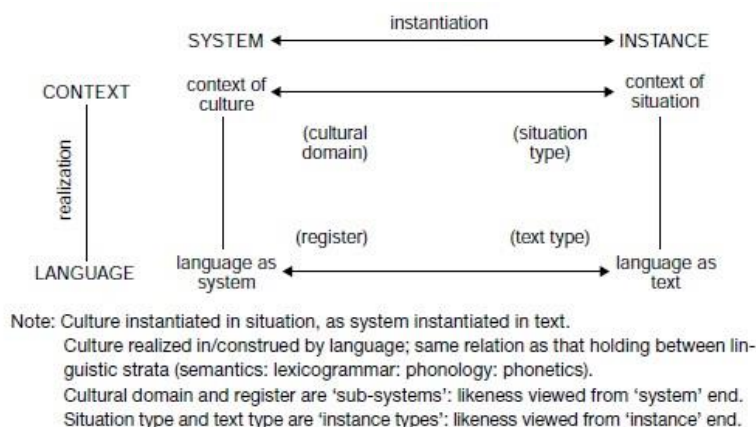 instantiation
SYSTEM INSTANCE
CONTEXT context of culture context of situation
(cultural domain) (situation type)
realization
(register) (text type)
LANGUAGE language as system language as text
Note: Culture instantiated in situation, as system instantiated in text.
Culture realized in/construed by language; same relation as that holding between lin-
guistic strata (semantics: lexicogrammar: phonology: phonetics).
Cultural domain and register are ‘sub-systems’: likeness viewed from ‘system’ end.
Situation type and text type are ‘instance types’: likeness viewed from ‘instance’ end.